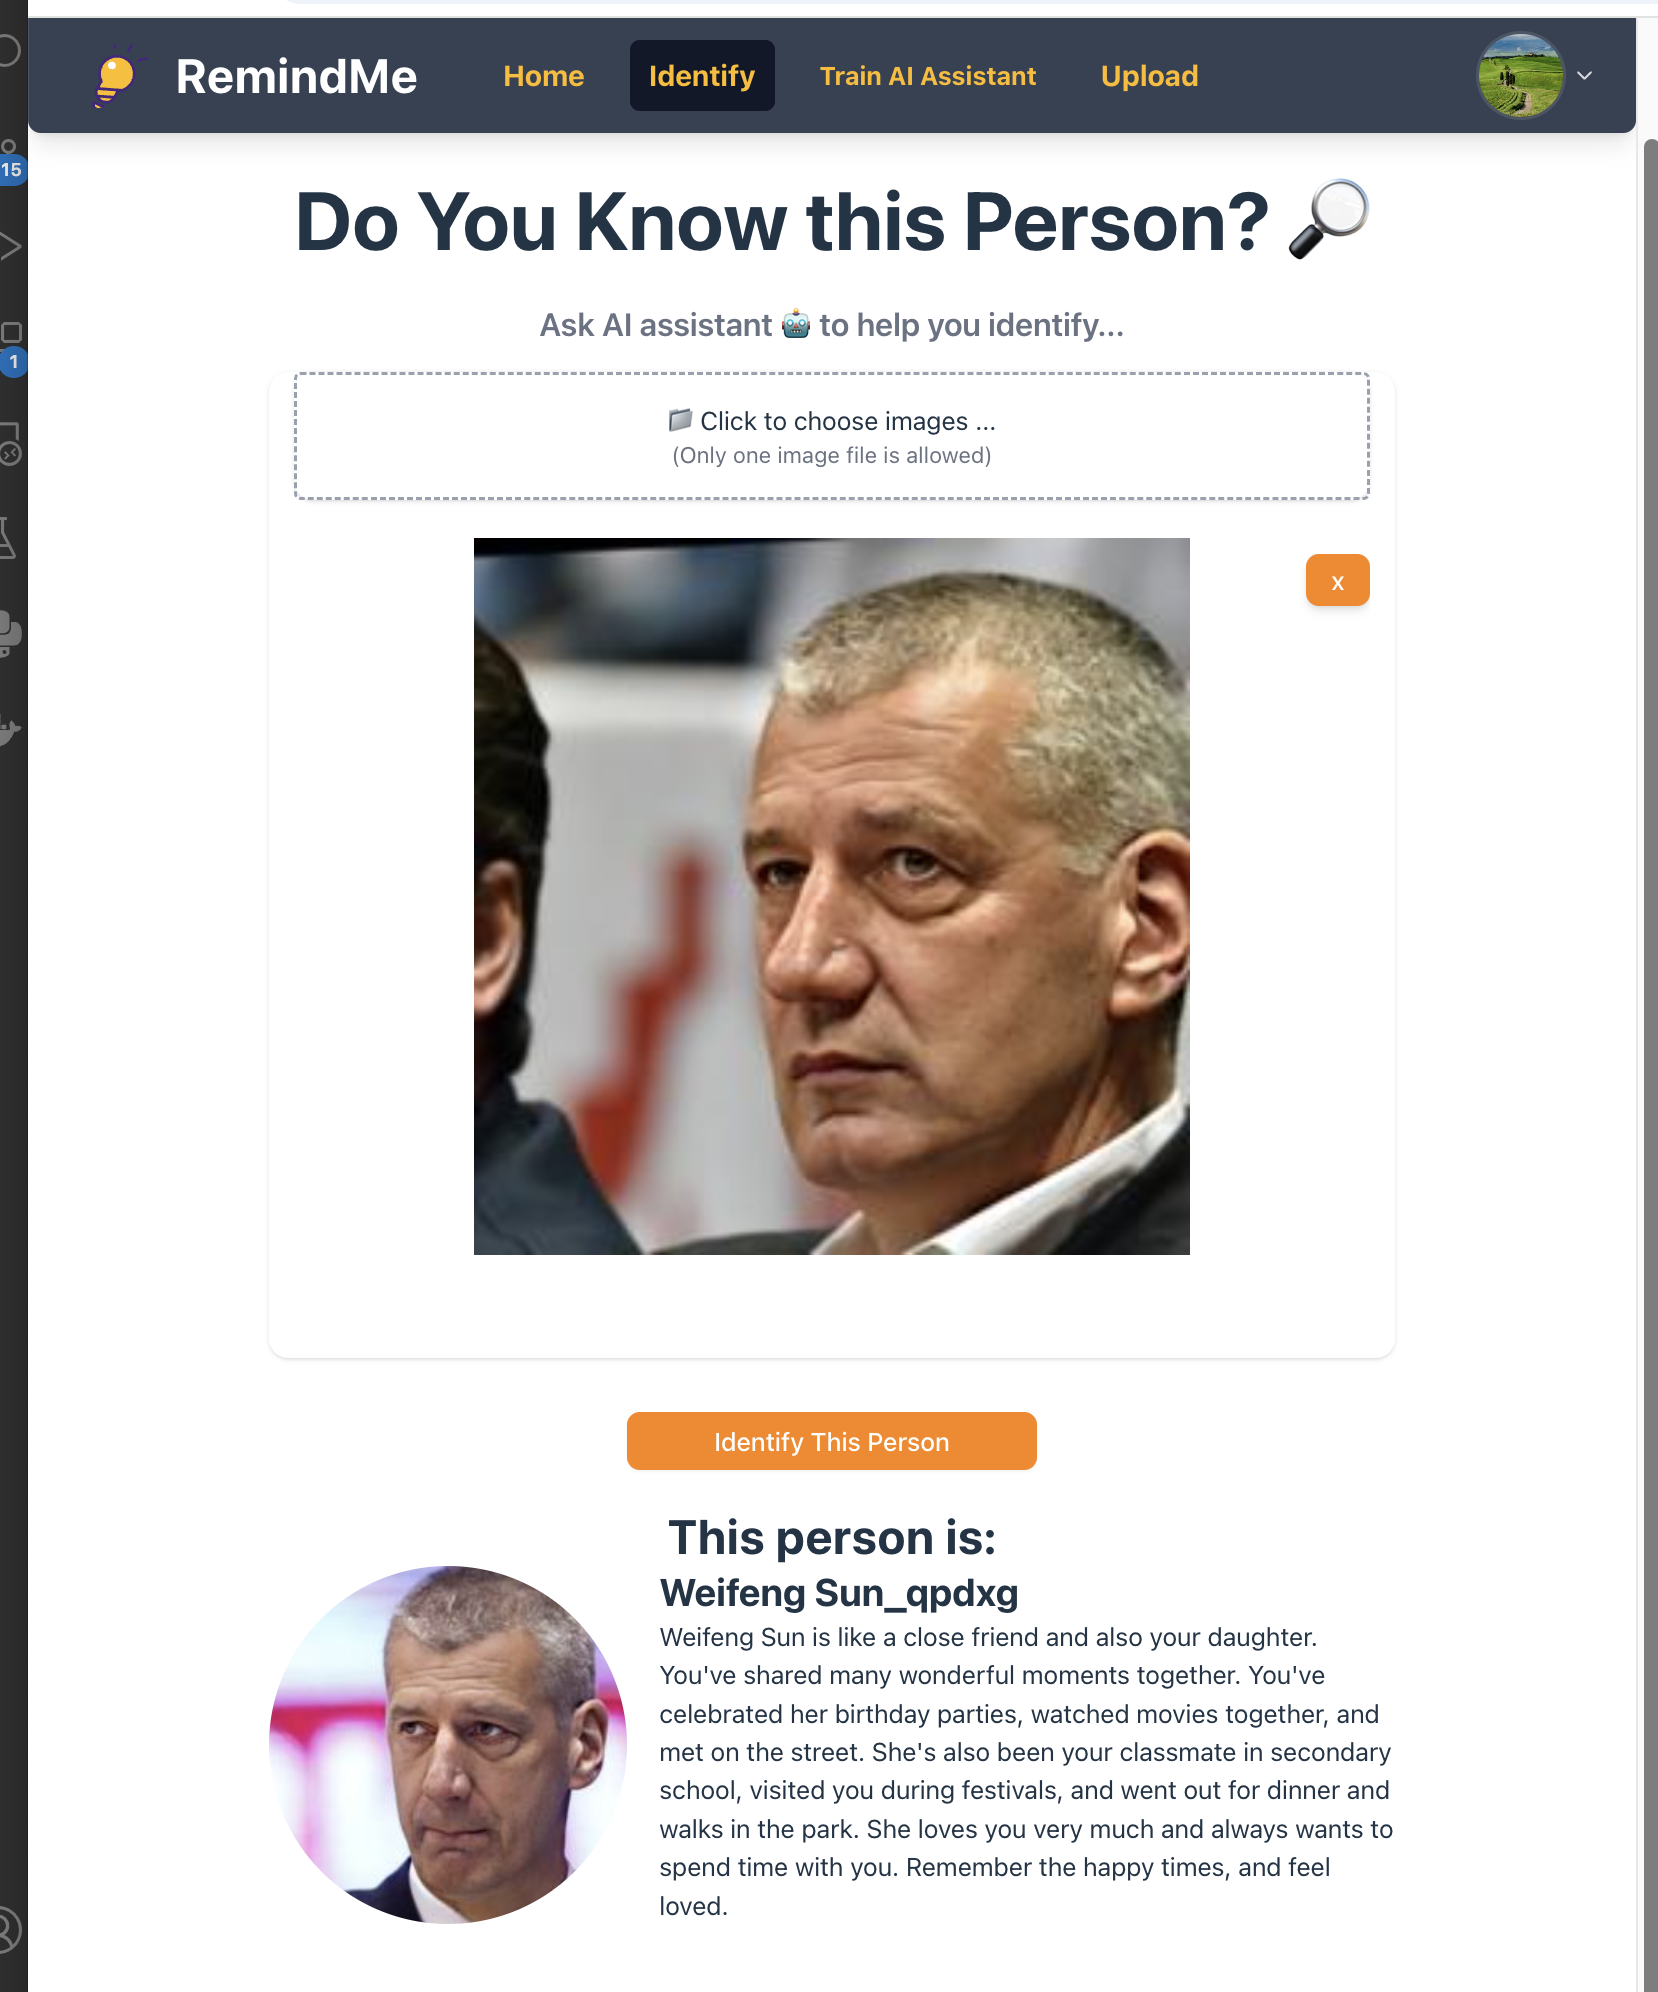 15
1
RemindMe Home Identify Train AI Assistant Upload
Do You Know this Person? 🔎
Ask AI assistant 🤖 to help you identify...
📁 Click to choose images ...
(Only one image file is allowed)
x
Identify This Person
This person is:
Weifeng Sun_qpdxg
Weifeng Sun is like a close friend and also your daughter.
You've shared many wonderful moments together. You've
celebrated her birthday parties, watched movies together, and
met on the street. She's also been your classmate in secondary
school, visited you during festivals, and went out for dinner and
walks in the park. She loves you very much and always wants to
spend time with you. Remember the happy times, and feel
loved.